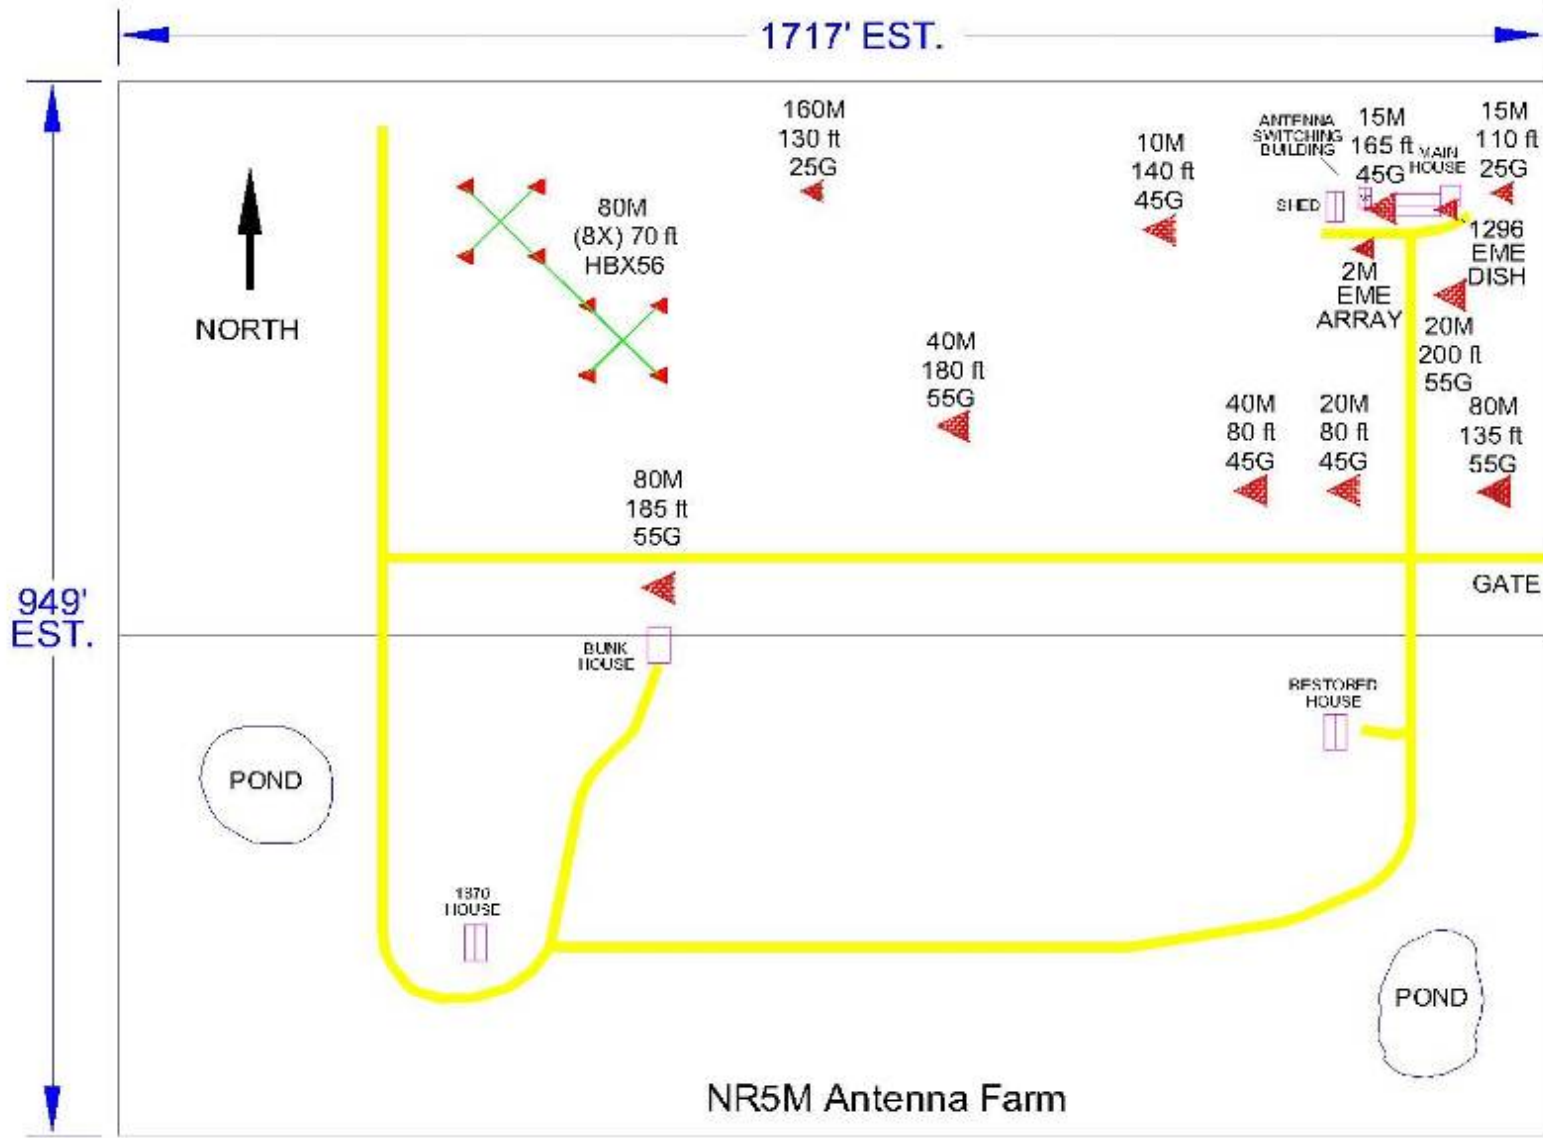 1717' EST.
160M
130 ft
25G
10M
140 ft
45G
ANTENNA
SWITCHING
BUILDING
15M
165 ft
45G
MAIN
HOUSE
15M
110 ft
25G
SHED
80M
(8X) 70 ft
HBX56
1296
EME
DISH
2M
EME
ARRAY
NORTH
20M
200 ft
55G
40M
180 ft
55G
40M
80 ft
45G
20M
80 ft
45G
80M
135 ft
55G
80M
185 ft
55G
GATE
949'
EST.
BUNK
HOUSE
RESTORED
HOUSE
POND
1870
HOUSE
POND
NR5M Antenna Farm